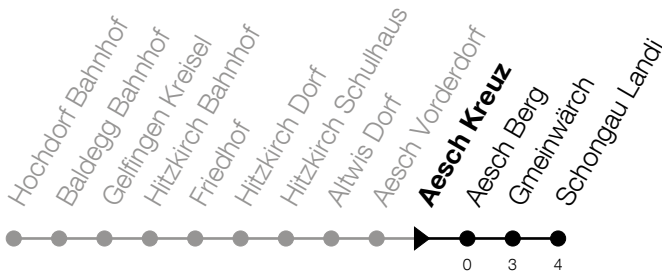 Hochdorf Bahnhof
Baldegg Bahnhof
Gelfingen Kreisel
Hitzkirch Bahnhof
Friedhof
Hitzkirch Dorf
Hitzkirch Schulhaus
Altwis Dorf
Aesch Vorderdorf
Aesch Kreuz
Aesch Berg
Gmeinwärch
Schongau Landi
0 3 4